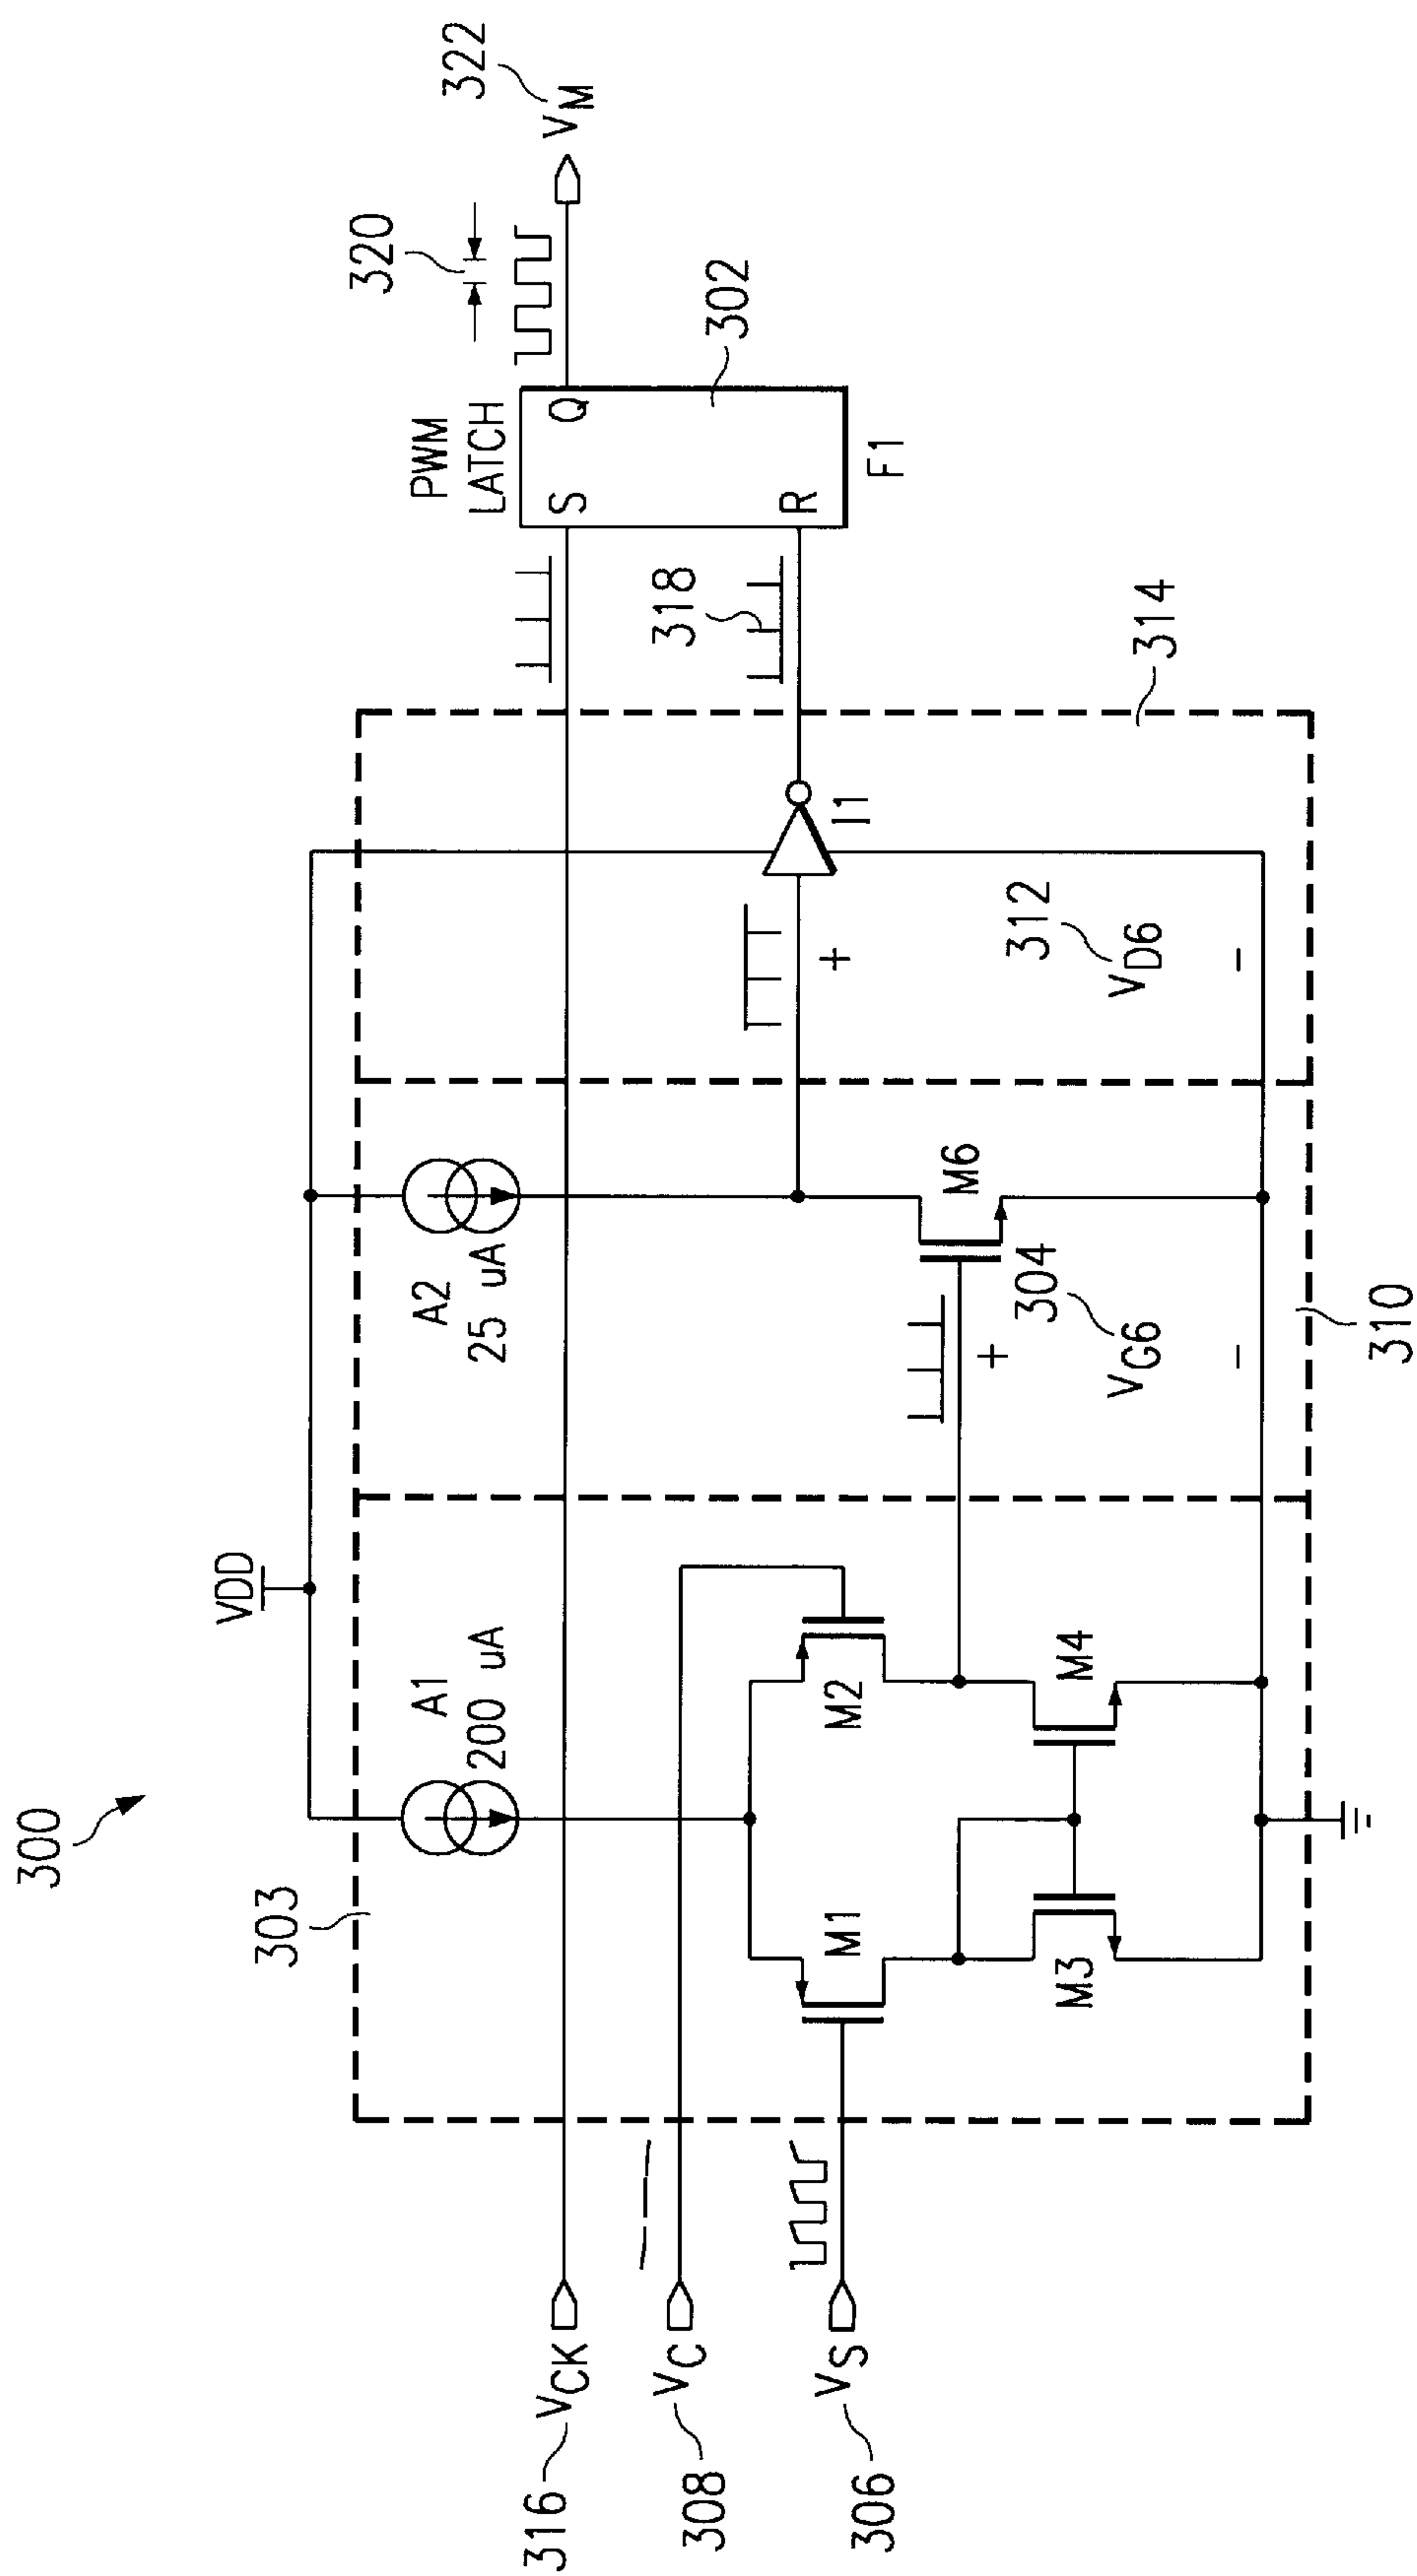 300
VDD
303
A1
200 uA
A2
25 uA
316
VCK
308
VC
306
VS
M1
M2
M3
M4
M6
304
VG6
310
312
VD6
I1
314
318
PWM
LATCH
S
Q
R
F1
302
320
322
VM
+
-
+
-